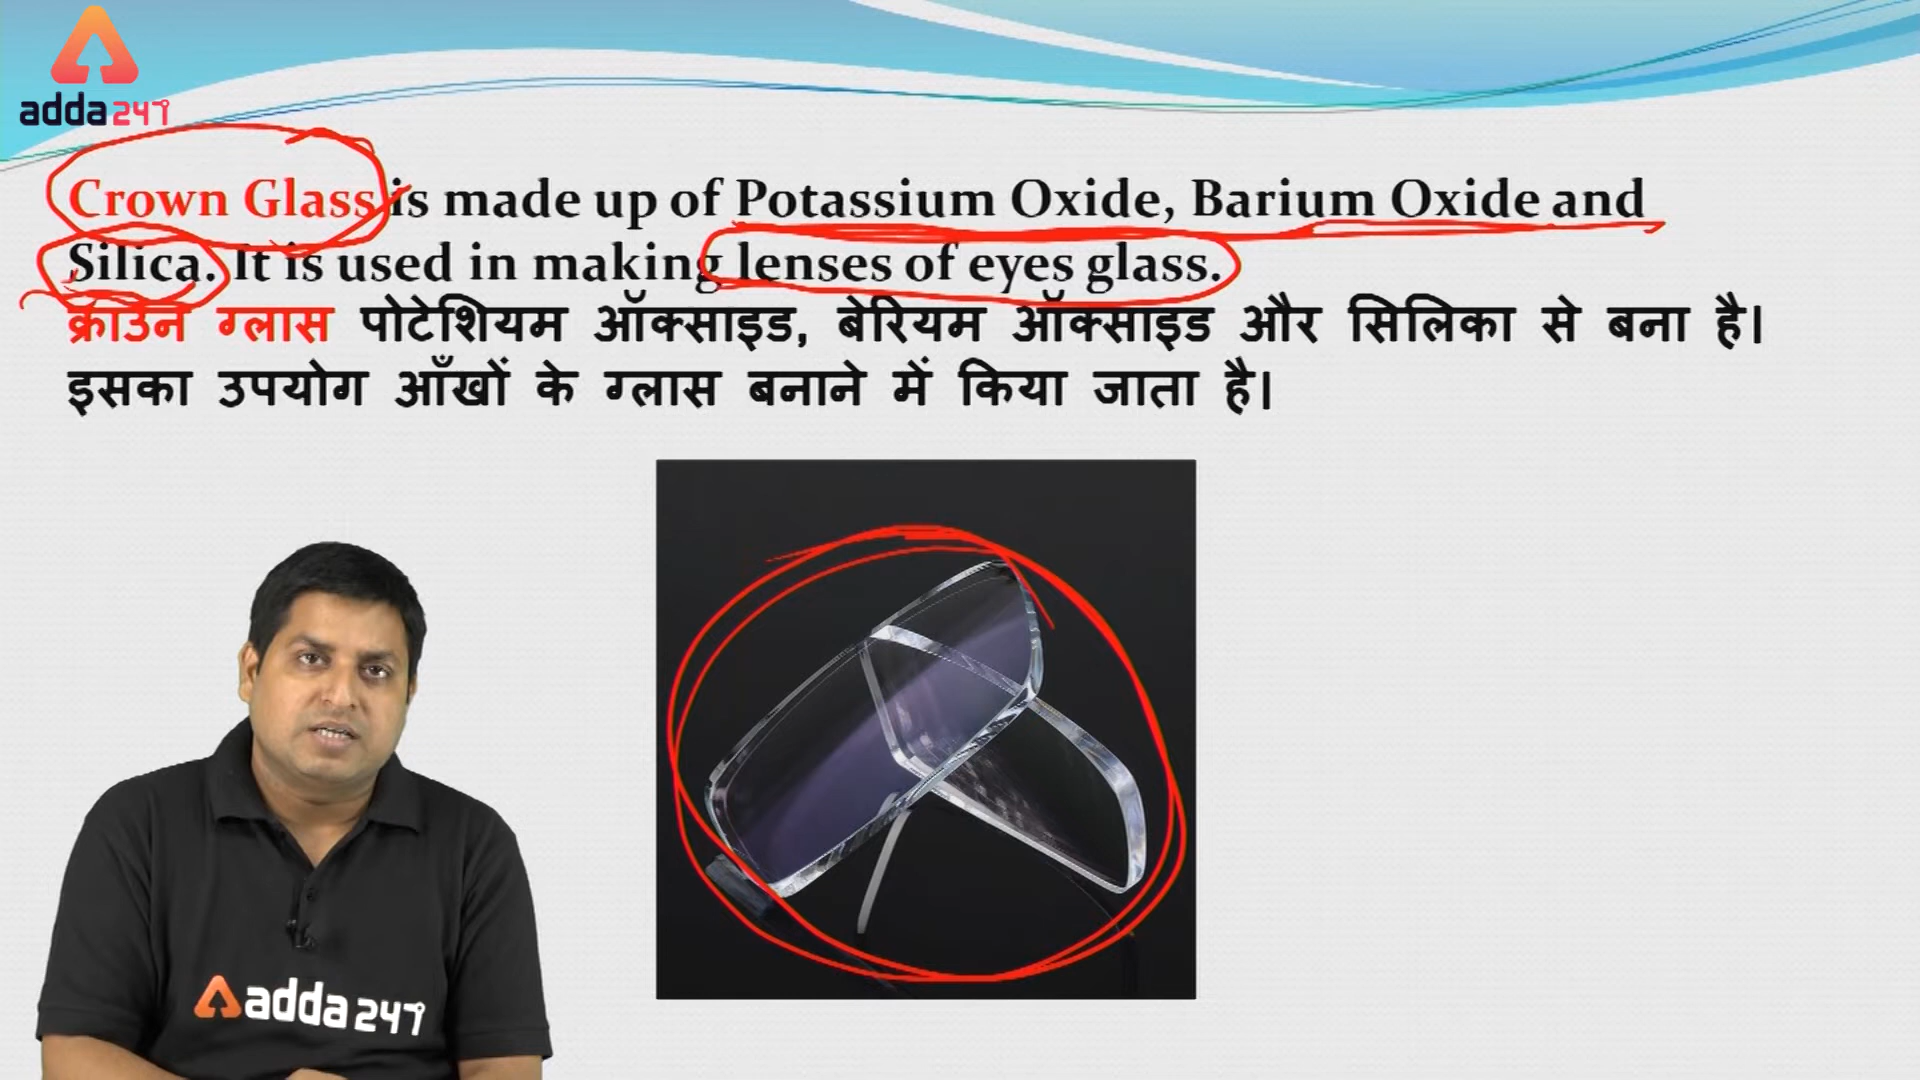 adda247
Crown Glass is made up of Potassium Oxide, Barium Oxide and
Silica. It is used in making lenses of eyes glass.
क्राउन ग्लास पोटेशियम ऑक्साइड, बेरियम ऑक्साइड और सिलिका से बना है।
इसका उपयोग आँखों के ग्लास बनाने में किया जाता है।
adda247